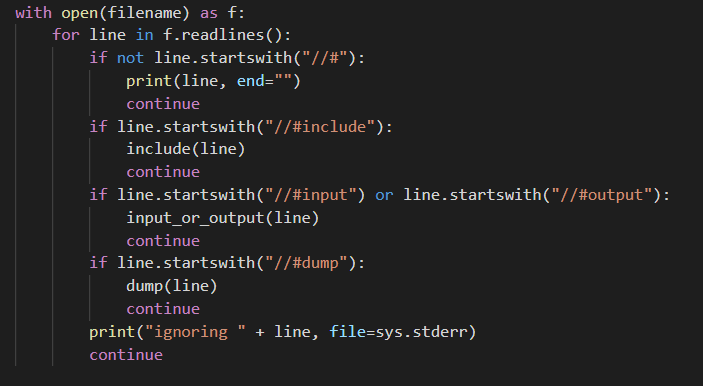 with open(filename) as f:
    for line in f.readlines():
        if not line.startswith("//#"):
            print(line, end="")
            continue
        if line.startswith("//#include"):
            include(line)
            continue
        if line.startswith("//#input") or line.startswith("//#output"):
            input_or_output(line)
            continue
        if line.startswith("//#dump"):
            dump(line)
            continue
        print("ignoring " + line, file=sys.stderr)
        continue